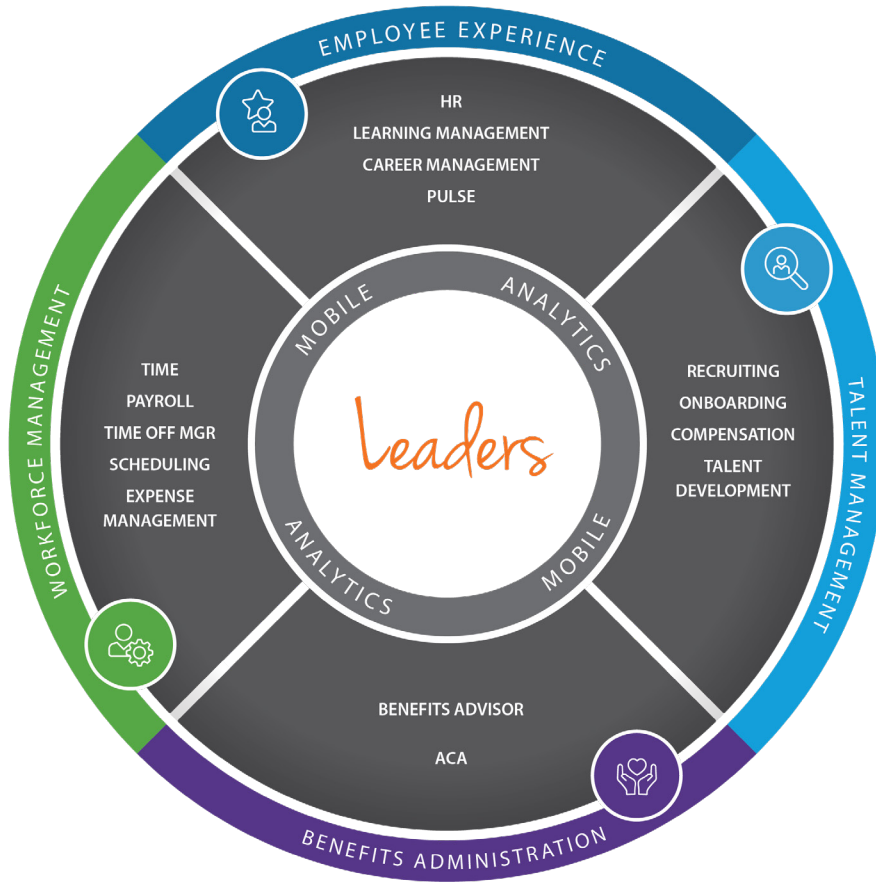 EMPLOYEE EXPERIENCE
HR
LEARNING MANAGEMENT
CAREER MANAGEMENT
PULSE
MOBILE
ANALYTICS
WORKFORCE MANAGEMENT
TIME
PAYROLL
TIME OFF MGR
SCHEDULING
EXPENSE
MANAGEMENT
Leaders
RECRUITING
ONBOARDING
COMPENSATION
TALENT
DEVELOPMENT
TALENT MANAGEMENT
ANALYTICS
MOBILE
BENEFITS ADVISOR
ACA
BENEFITS ADMINISTRATION